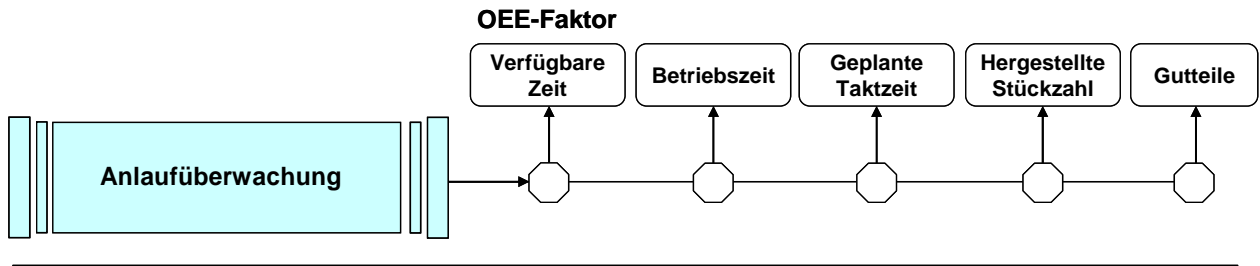 OEE-Faktor
Verfügbare
Zeit
Betriebszeit
Geplante
Taktzeit
Hergestellte
Stückzahl
Gutteile
Anlaufüberwachung